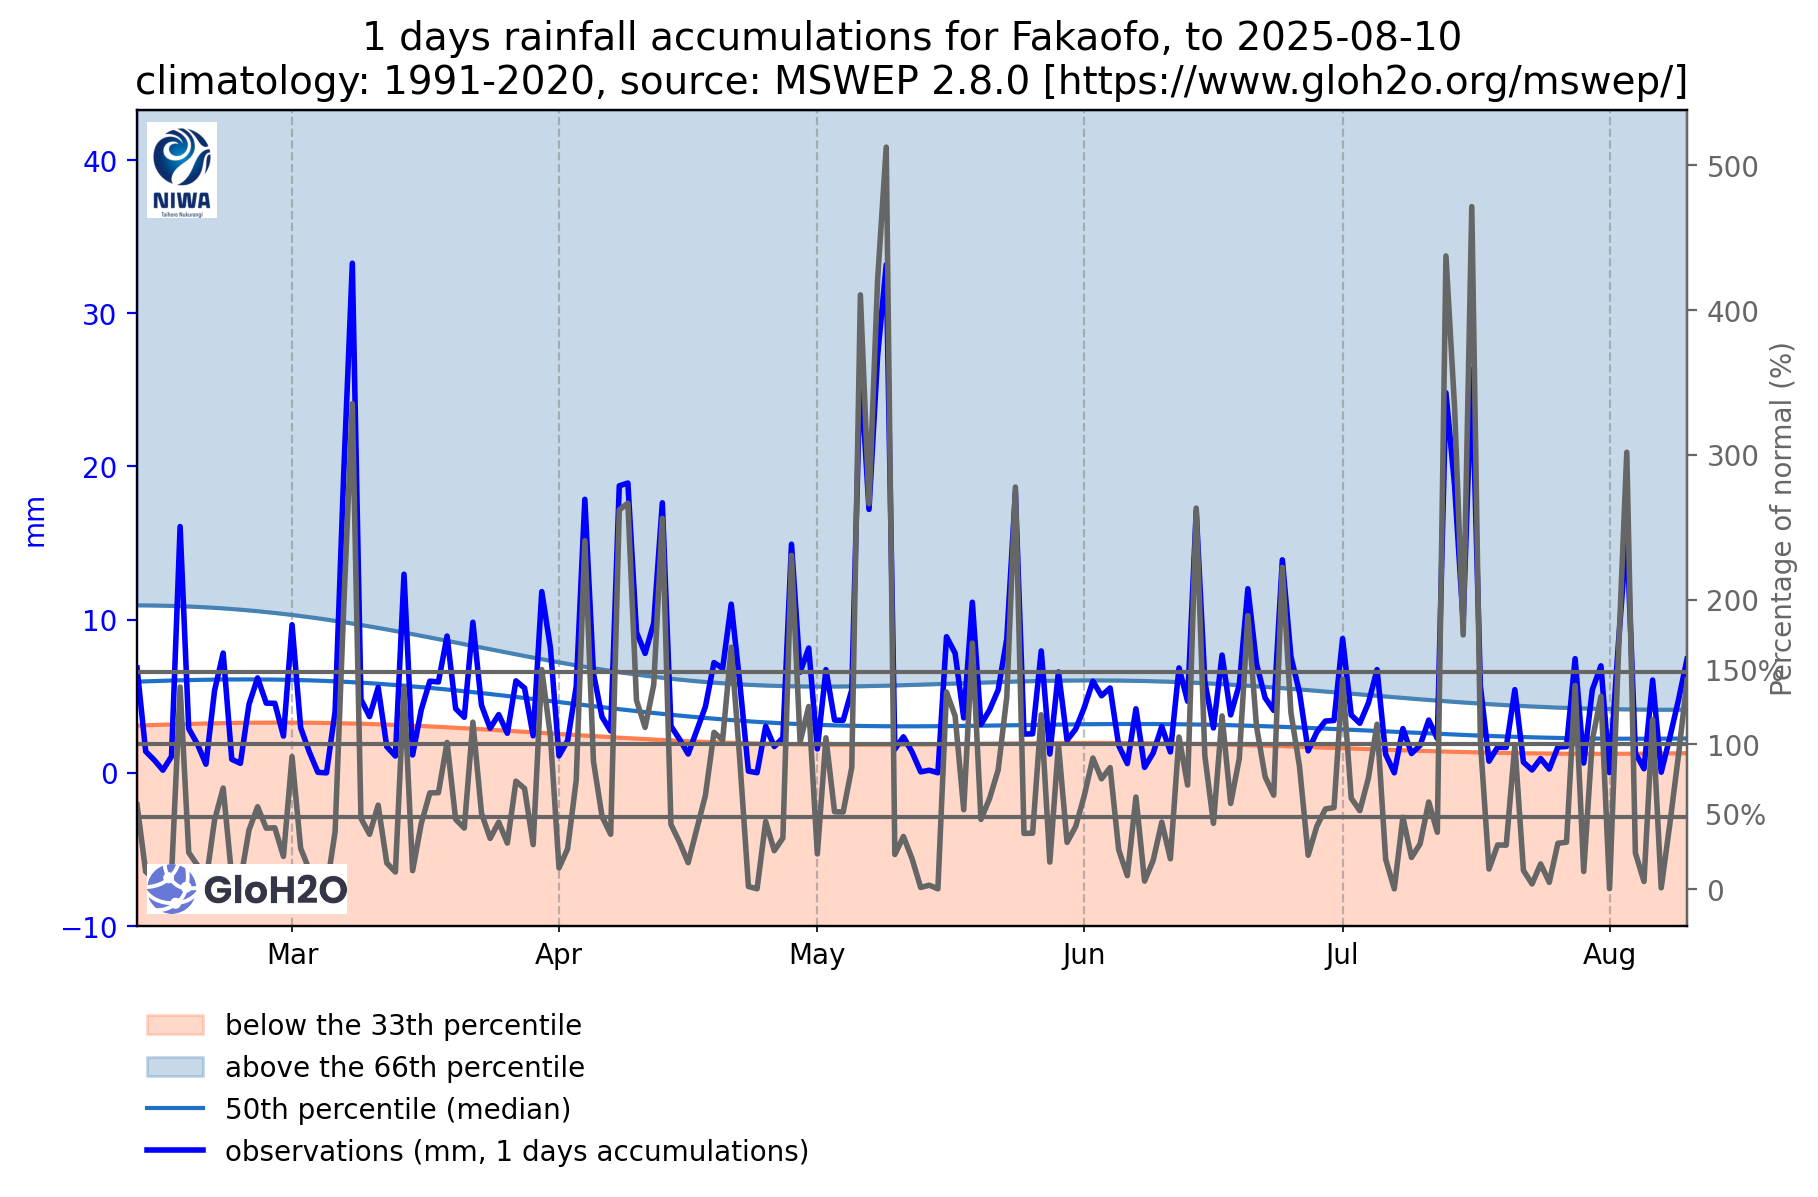 1 days rainfall accumulations for Fakaofo, to 2025-08-10
climatology: 1991-2020, source: MSWEP 2.8.0 [https://www.gloh2o.org/mswep/]
NIWA
Taihoro Nukurangi
40
30
20
10
0
−10
mm
500
400
300
200
150%
100
50%
0
Percentage of normal (%)
GloH2O
Mar
Apr
May
Jun
Jul
Aug
below the 33th percentile
above the 66th percentile
50th percentile (median)
observations (mm, 1 days accumulations)